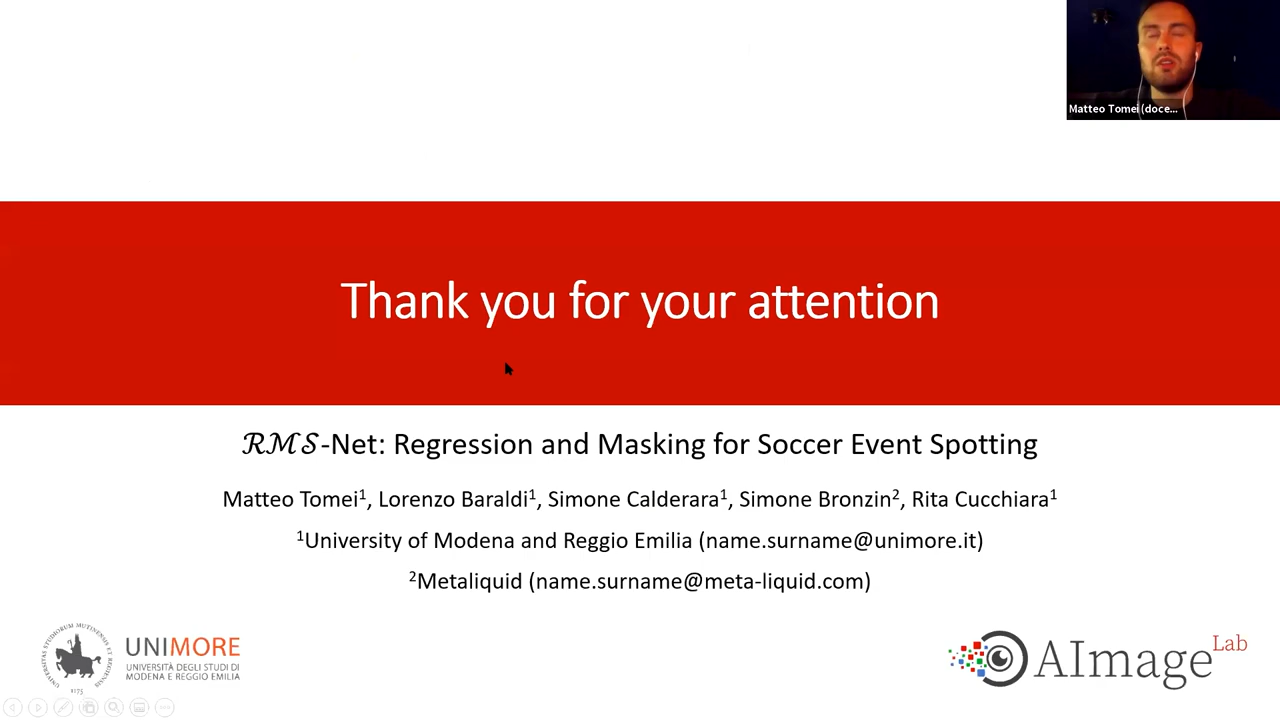 Matteo Tomei (doce...
Thank you for your attention
RMS-Net: Regression and Masking for Soccer Event Spotting
Matteo Tomei¹, Lorenzo Baraldi¹, Simone Calderara¹, Simone Bronzin², Rita Cucchiara¹
¹University of Modena and Reggio Emilia (name.surname@unimore.it)
²Metaliquid (name.surname@meta-liquid.com)
UNIMORE
UNIVERSITÀ DEGLI STUDI DI
MODENA E REGGIO EMILIA
1175
AImage Lab